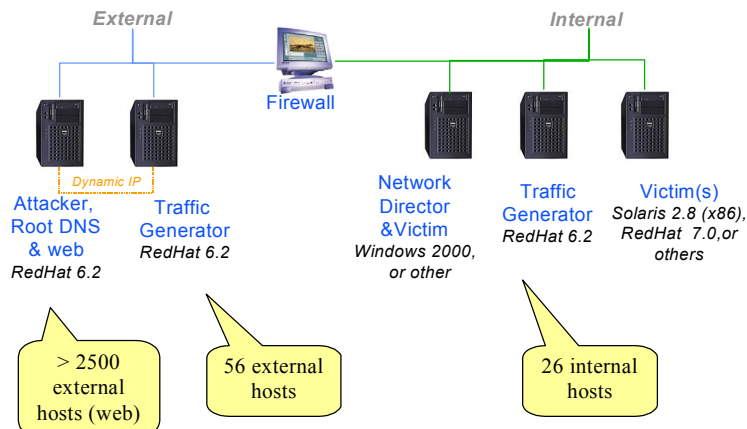 External
Internal
Firewall
Dynamic IP
Attacker,
Root DNS
& web
RedHat 6.2
Traffic
Generator
RedHat 6.2
Network
Director
&Victim
Windows 2000,
or other
Traffic
Generator
RedHat 6.2
Victim(s)
Solaris 2.8 (x86),
RedHat 7.0,or
others
> 2500
external
hosts (web)
56 external
hosts
26 internal
hosts